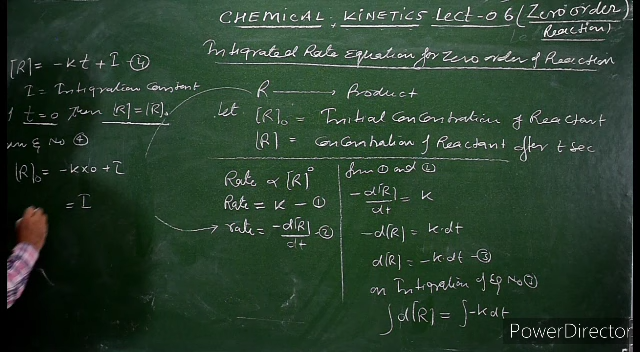 CHEMICAL KINETICS Lect-06 (Zero order Reaction)
Integrated Rate Equation for Zero order of Reaction
R → Product
Let [R]₀ = Initial Concentration of Reactant
[R] = Concentration of Reactant after t sec
Rate ∝ [R]⁰
Rate = K - ①
rate = -d[R]/dt - ②
from ① and ②
-d[R]/dt = K
-d[R] = K·dt
d[R] = -K·dt - ③
on Integration of Eq No ③
∫d[R] = ∫-Kdt
[R] = -Kt + I - ④
I = Integration Constant
t=0 then [R]=[R]₀
Eq No ④
[R]₀ = -K×0 + I
= I
PowerDirector